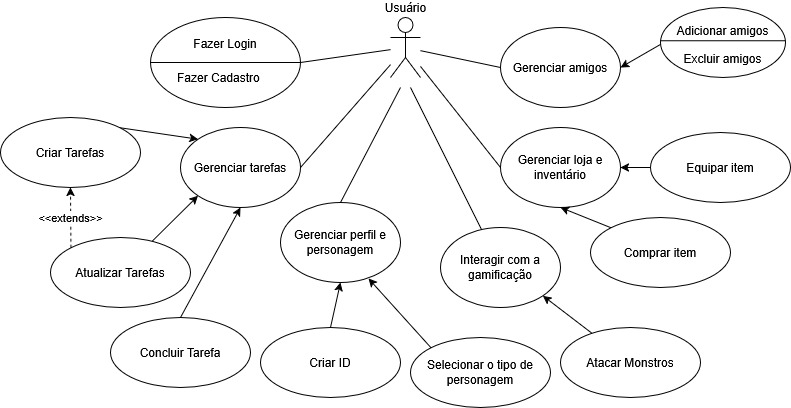 Usuário
Fazer Login
Fazer Cadastro
Gerenciar amigos
Adicionar amigos
Excluir amigos
Criar Tarefas
Gerenciar tarefas
Gerenciar loja e
inventário
Equipar item
<<extends>>
Atualizar Tarefas
Gerenciar perfil e
personagem
Interagir com a
gamificação
Comprar item
Concluir Tarefa
Criar ID
Selecionar o tipo de
personagem
Atacar Monstros